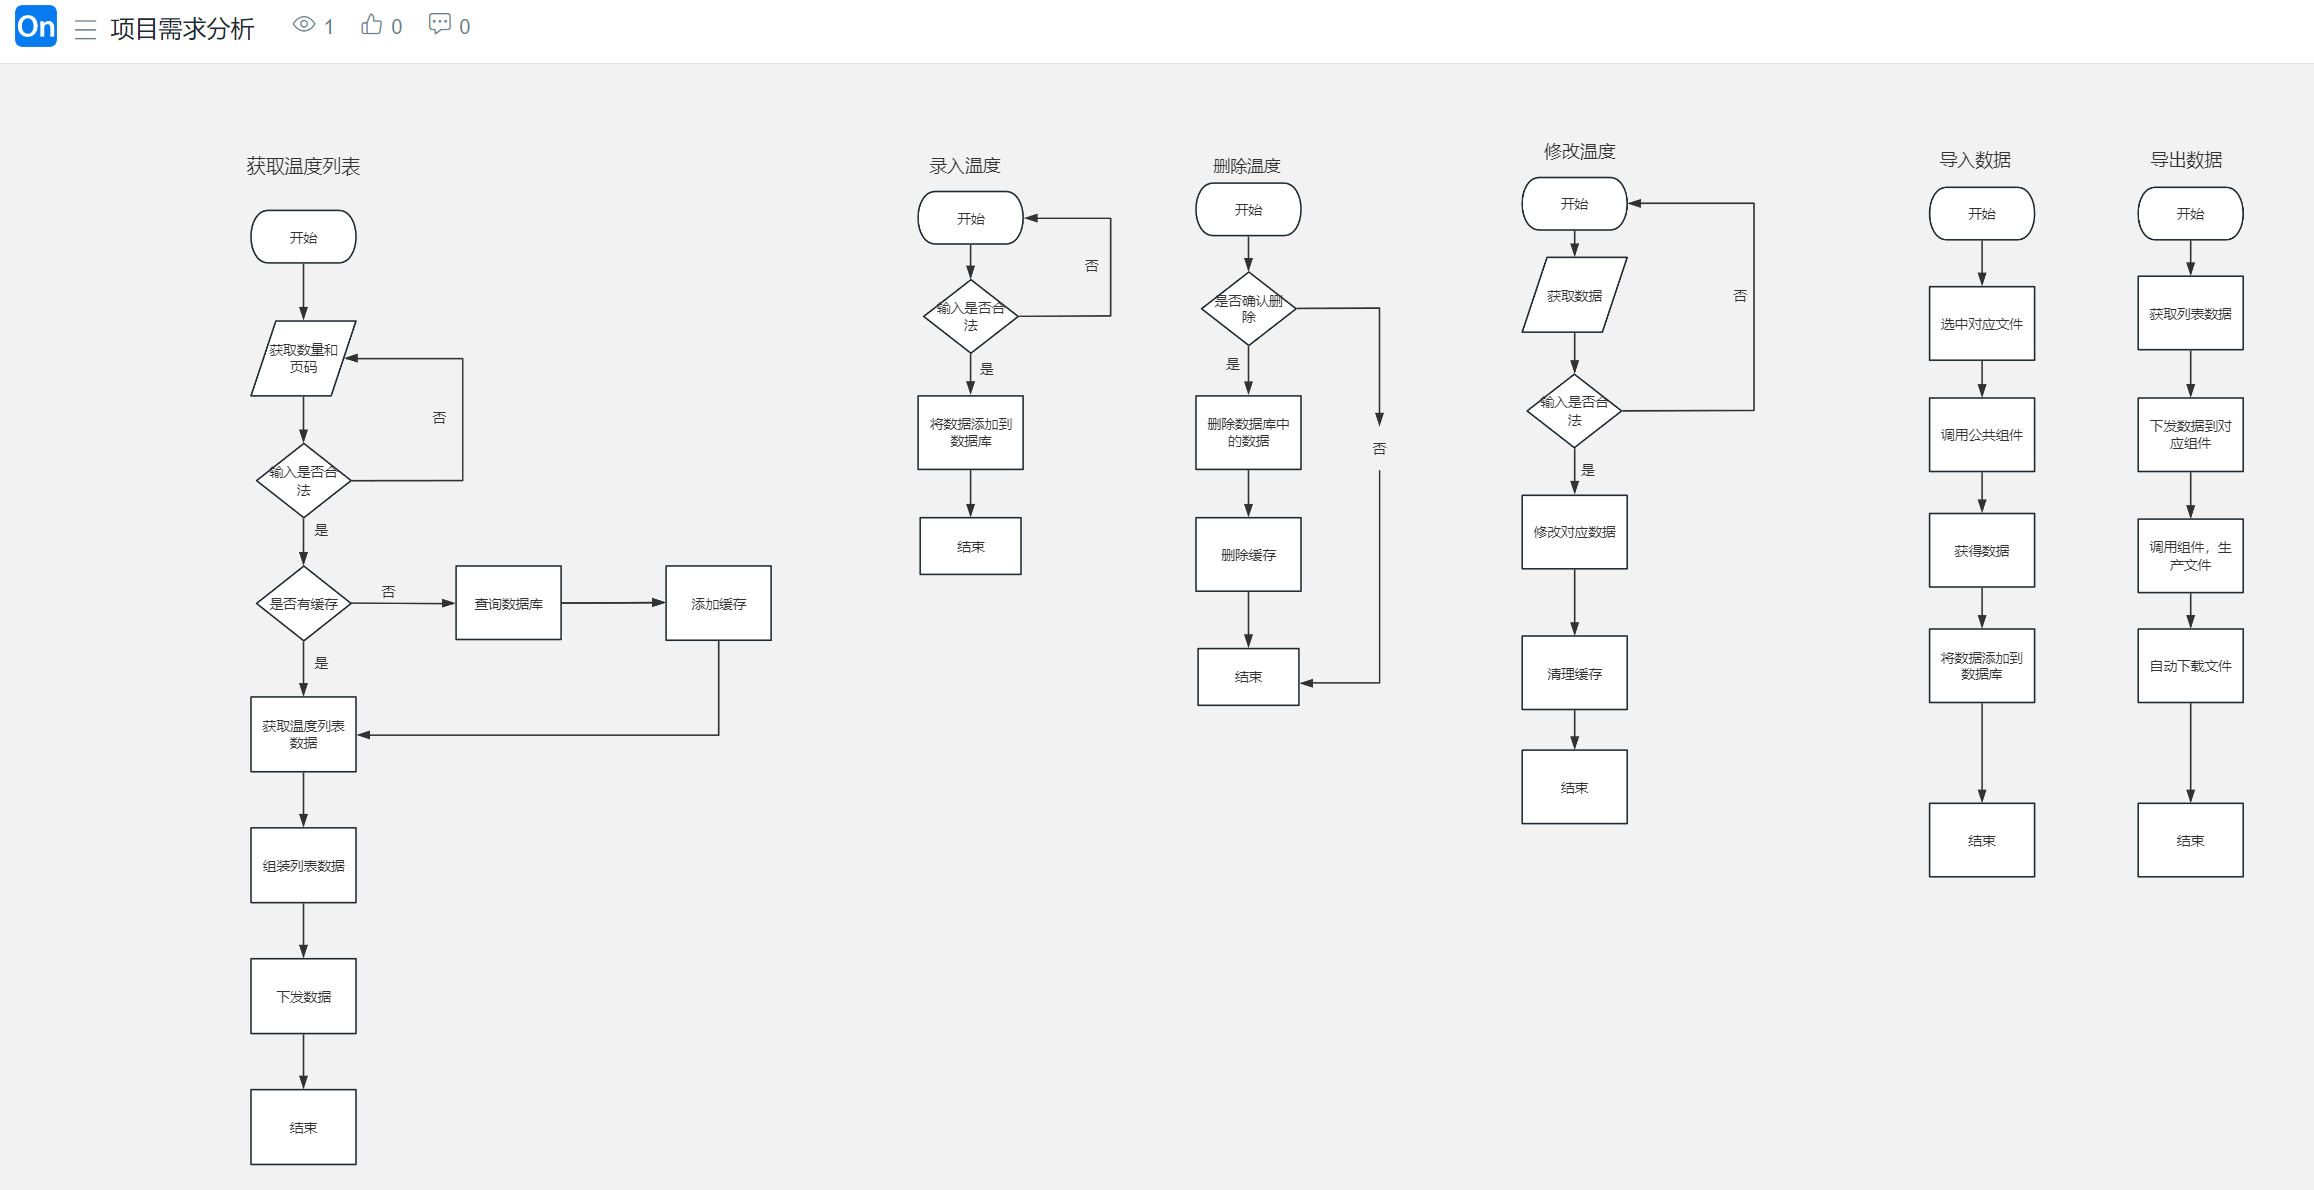 On
项目需求分析
1
0
0
获取温度列表
开始
获取数量和
页码
否
输入是否合
法
是
是否有缓存
否
查询数据库
添加缓存
是
获取温度列表
数据
组装列表数据
下发数据
结束
录入温度
开始
否
输入是否合
法
是
将数据添加到
数据库
结束
删除温度
开始
是否确认删
除
是
否
删除数据库中
的数据
删除缓存
结束
修改温度
开始
获取数据
否
输入是否合
法
是
修改对应数据
清理缓存
结束
导入数据
开始
选中对应文件
调用公共组件
获得数据
将数据添加到
数据库
结束
导出数据
开始
获取列表数据
下发数据到对
应组件
调用组件，生
产文件
自动下载文件
结束